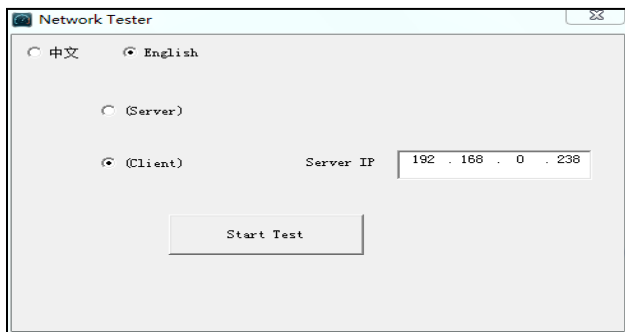 Network Tester
中文 English
(Server)
(Client) Server IP 192 . 168 . 0 . 238
Start Test